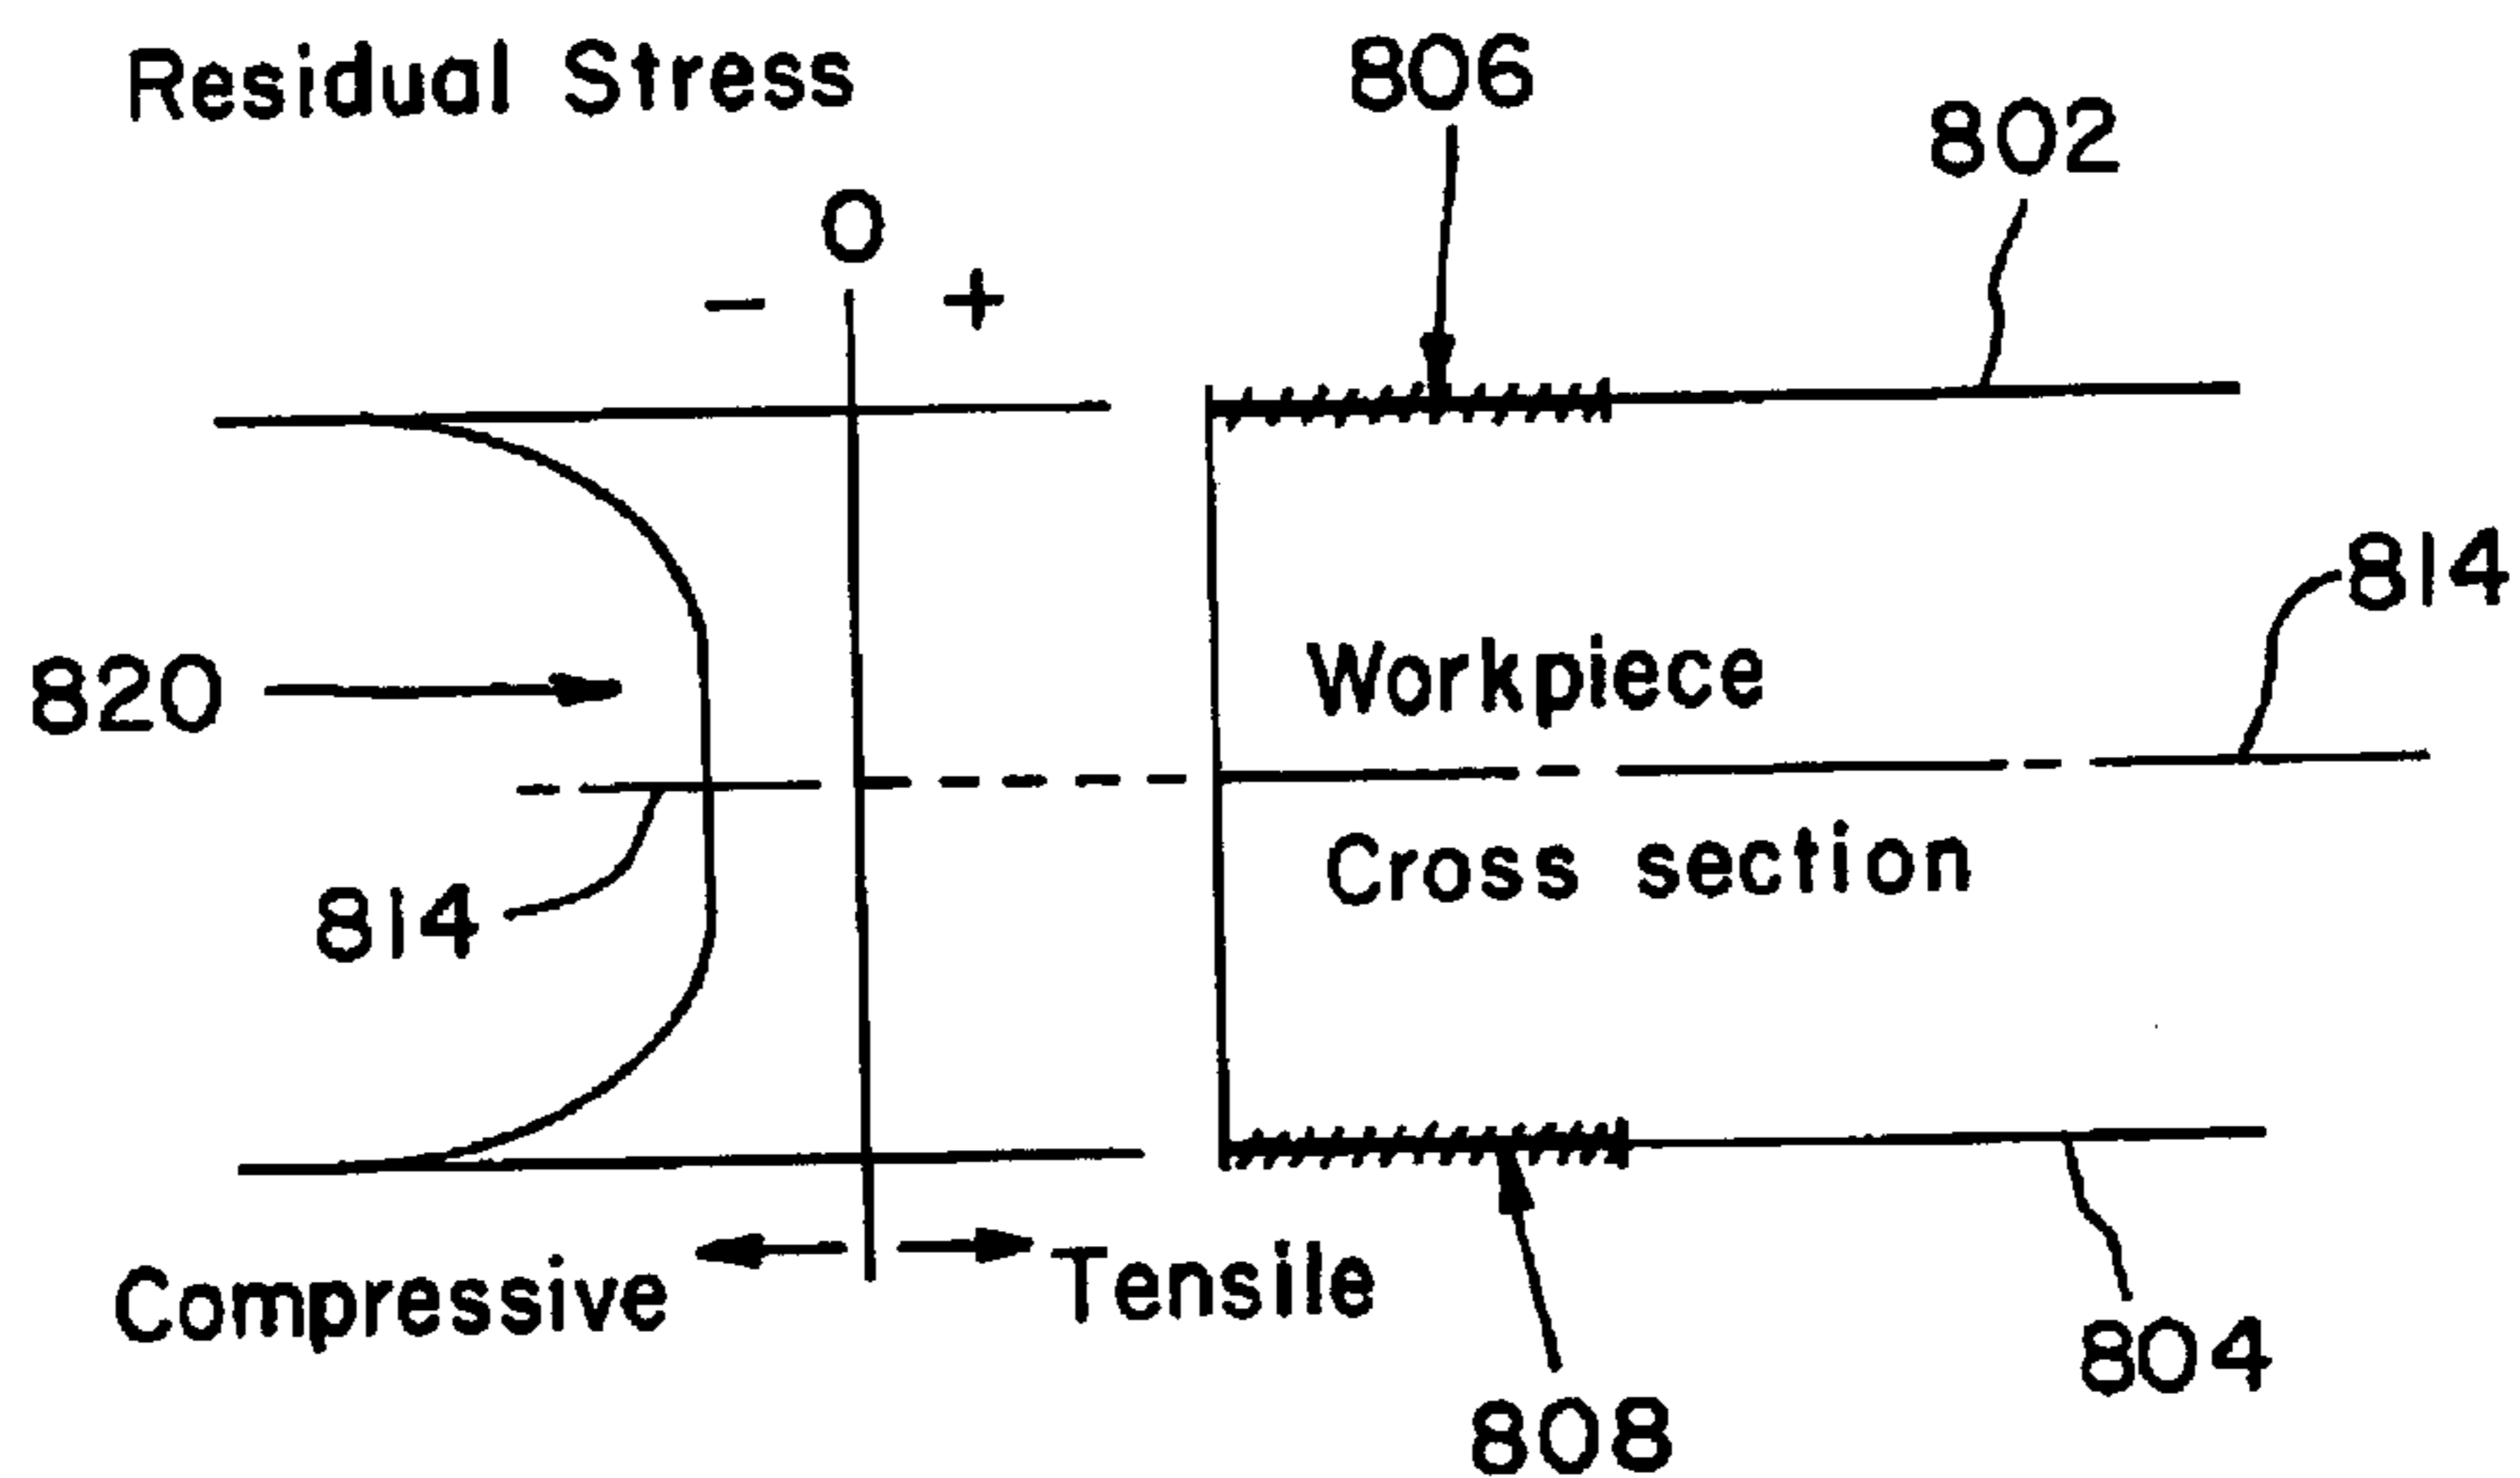 Residual Stress
806
802
0
- +
814
Workpiece
820
Cross section
814
Compressive
Tensile
804
808